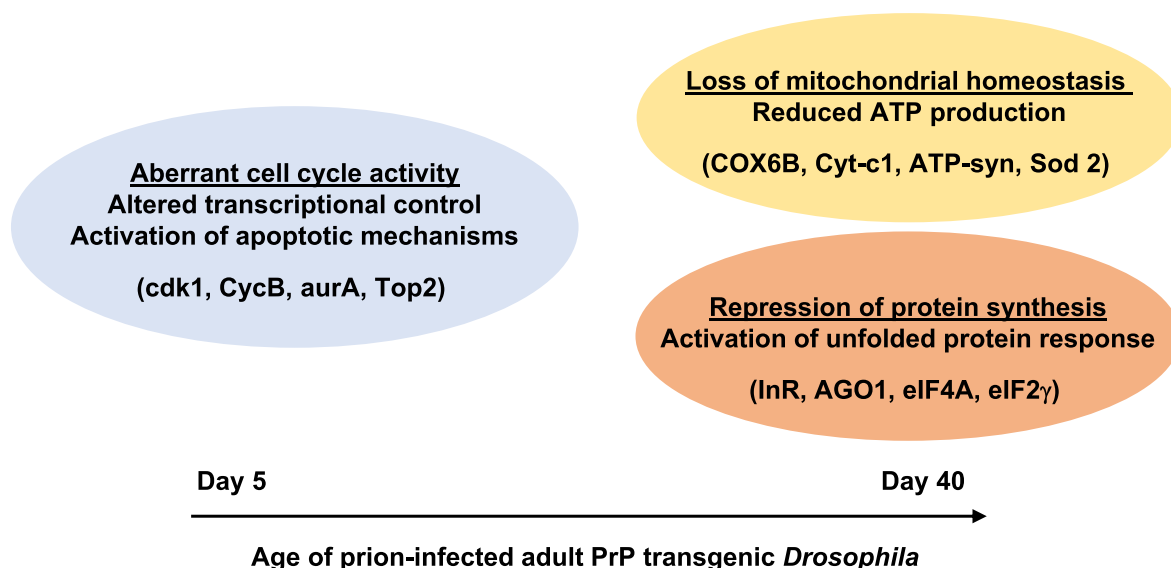 Aberrant cell cycle activity
Altered transcriptional control
Activation of apoptotic mechanisms
(cdk1, CycB, aurA, Top2)
Loss of mitochondrial homeostasis
Reduced ATP production
(COX6B, Cyt-c1, ATP-syn, Sod 2)
Repression of protein synthesis
Activation of unfolded protein response
(InR, AGO1, eIF4A, eIF2γ)
Day 5
Day 40
Age of prion-infected adult PrP transgenic Drosophila